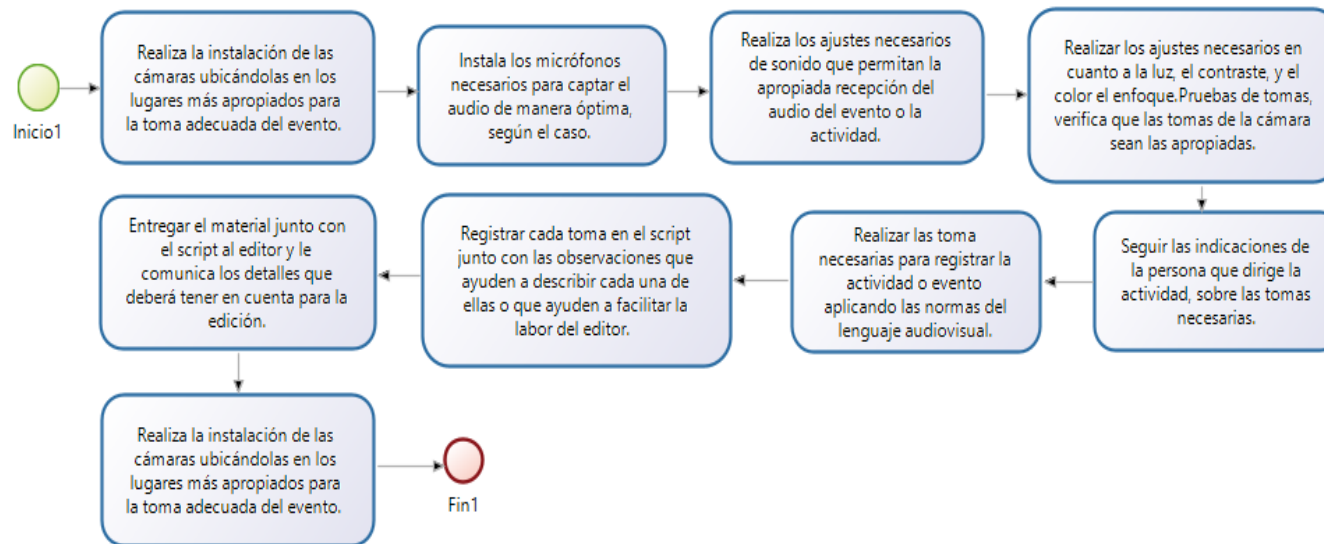 Inicio1
Realiza la instalación de las
cámaras ubicándolas en los
lugares más apropiados para
la toma adecuada del evento.
Instala los micrófonos
necesarios para captar el
audio de manera óptima,
según el caso.
Realiza los ajustes necesarios
de sonido que permitan la
apropiada recepción del
audio del evento o la
actividad.
Realizar los ajustes necesarios en
cuanto a la luz, el contraste, y el
color el enfoque.Pruebas de tomas,
verifica que las tomas de la cámara
sean las apropiadas.
Seguir las indicaciones de
la persona que dirige la
actividad, sobre las tomas
necesarias.
Realizar las toma
necesarias para registrar la
actividad o evento
aplicando las normas del
lenguaje audiovisual.
Registrar cada toma en el script
junto con las observaciones que
ayuden a describir cada una de
ellas o que ayuden a facilitar la
labor del editor.
Entregar el material junto con
el script al editor y le
comunica los detalles que
deberá tener en cuenta para la
edición.
Realiza la instalación de las
cámaras ubicándolas en los
lugares más apropiados para
la toma adecuada del evento.
Fin1